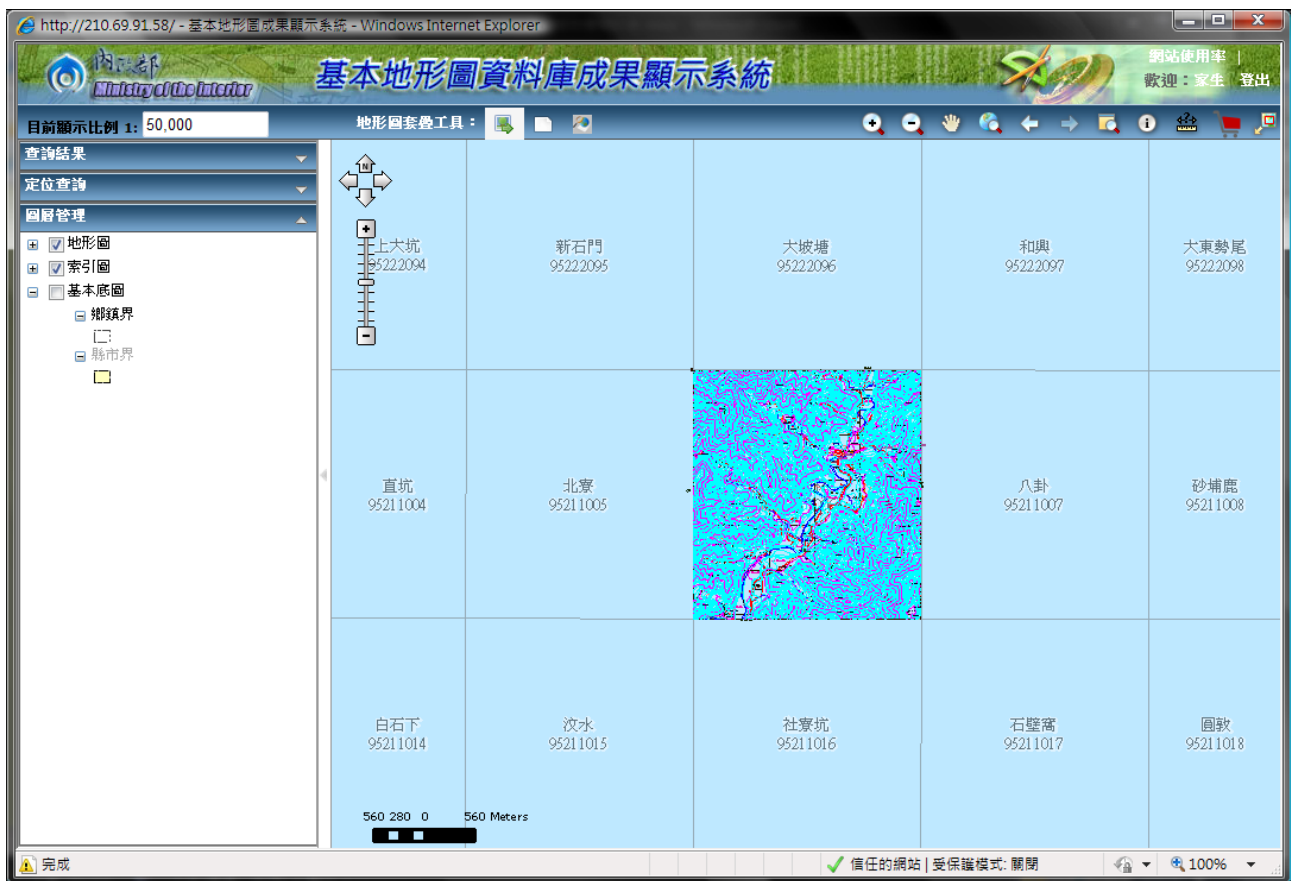 http://210.69.91.58/ - 基本地形圖成果顯示系統 - Windows Internet Explorer
內政部
Ministry of the Interior
基本地形圖資料庫成果顯示系統
網站使用率 |
歡迎：家生 登出
目前顯示比例 1: 50,000
地形圖套疊工具：
查詢結果
定位查詢
圖層管理
地形圖
索引圖
基本底圖
鄉鎮界
縣市界
N
上大坑 新石門 大坡塘 和興 大東勢尾
95222094 95222095 95222096 95222097 95222098
直坑 北寮 八卦 砂埔鹿
95211004 95211005 95211007 95211008
白石下 汶水 社寮坑 石壁窩 圓墩
95211014 95211015 95211016 95211017 95211018
560 280 0 560 Meters
完成
信任的網站 | 受保護模式: 關閉
100%